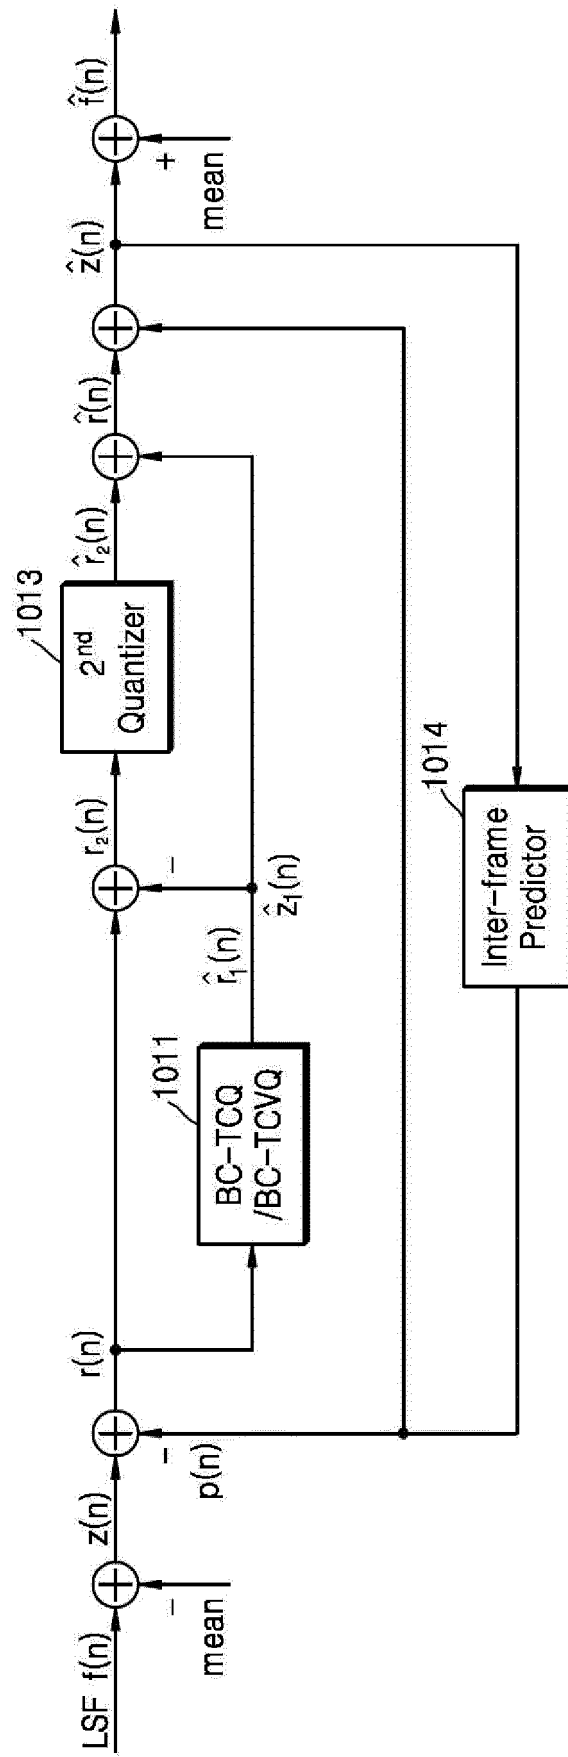 LSF f(n)
−
mean
z(n)
−
p(n)
r(n)
1011
BC−TCQ
/BC−TCVQ
r̂₁(n)
ẑ₁(n)
−
r₂(n)
1013
2ⁿᵈ
Quantizer
r̂₂(n)
r̂(n)
ẑ(n)
+
mean
f̂(n)
1014
Inter−frame
Predictor